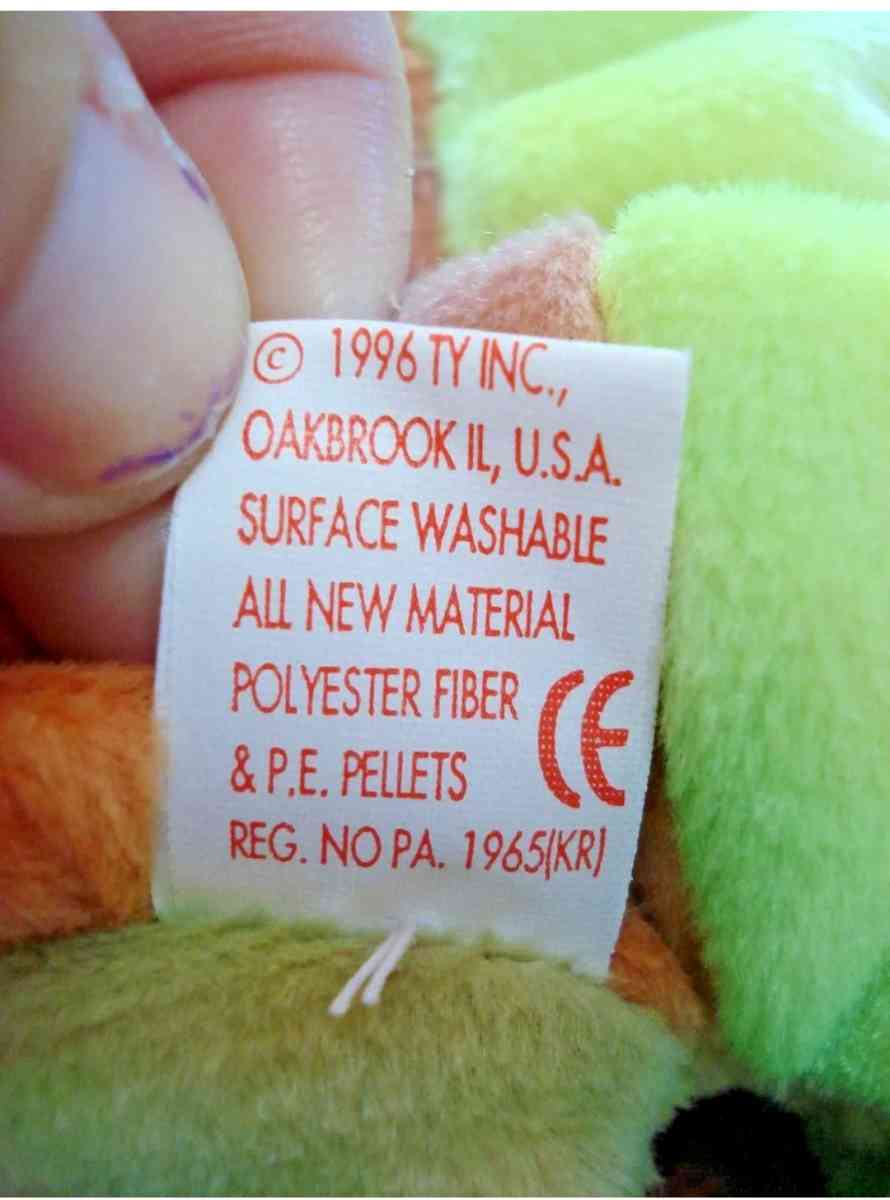 © 1996 TY INC.,
OAKBROOK IL, U.S.A.
SURFACE WASHABLE
ALL NEW MATERIAL
POLYESTER FIBER
& P.E. PELLETS
CE
REG. NO PA. 1965(KR)